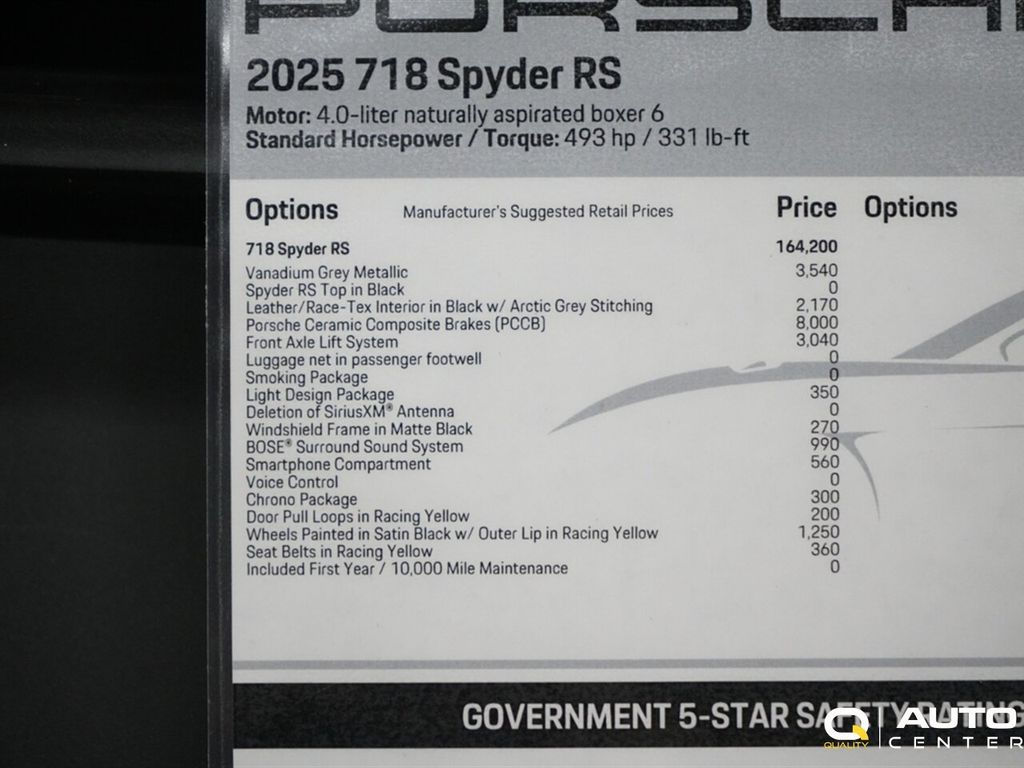 PORSCHE
2025 718 Spyder RS
Motor: 4.0-liter naturally aspirated boxer 6
Standard Horsepower / Torque: 493 hp / 331 lb-ft
Options Manufacturer's Suggested Retail Prices Price Options
718 Spyder RS 164,200
Vanadium Grey Metallic 3,540
Spyder RS Top in Black 0
Leather/Race-Tex Interior in Black w/ Arctic Grey Stitching 2,170
Porsche Ceramic Composite Brakes (PCCB) 8,000
Front Axle Lift System 3,040
Luggage net in passenger footwell 0
Smoking Package 0
Light Design Package 350
Deletion of SiriusXM® Antenna 0
Windshield Frame in Matte Black 270
BOSE® Surround Sound System 990
Smartphone Compartment 560
Voice Control 0
Chrono Package 300
Door Pull Loops in Racing Yellow 200
Wheels Painted in Satin Black w/ Outer Lip in Racing Yellow 1,250
Seat Belts in Racing Yellow 360
Included First Year / 10,000 Mile Maintenance 0
GOVERNMENT 5-STAR SAFETY RATING
QUALITY AUTO CENTER